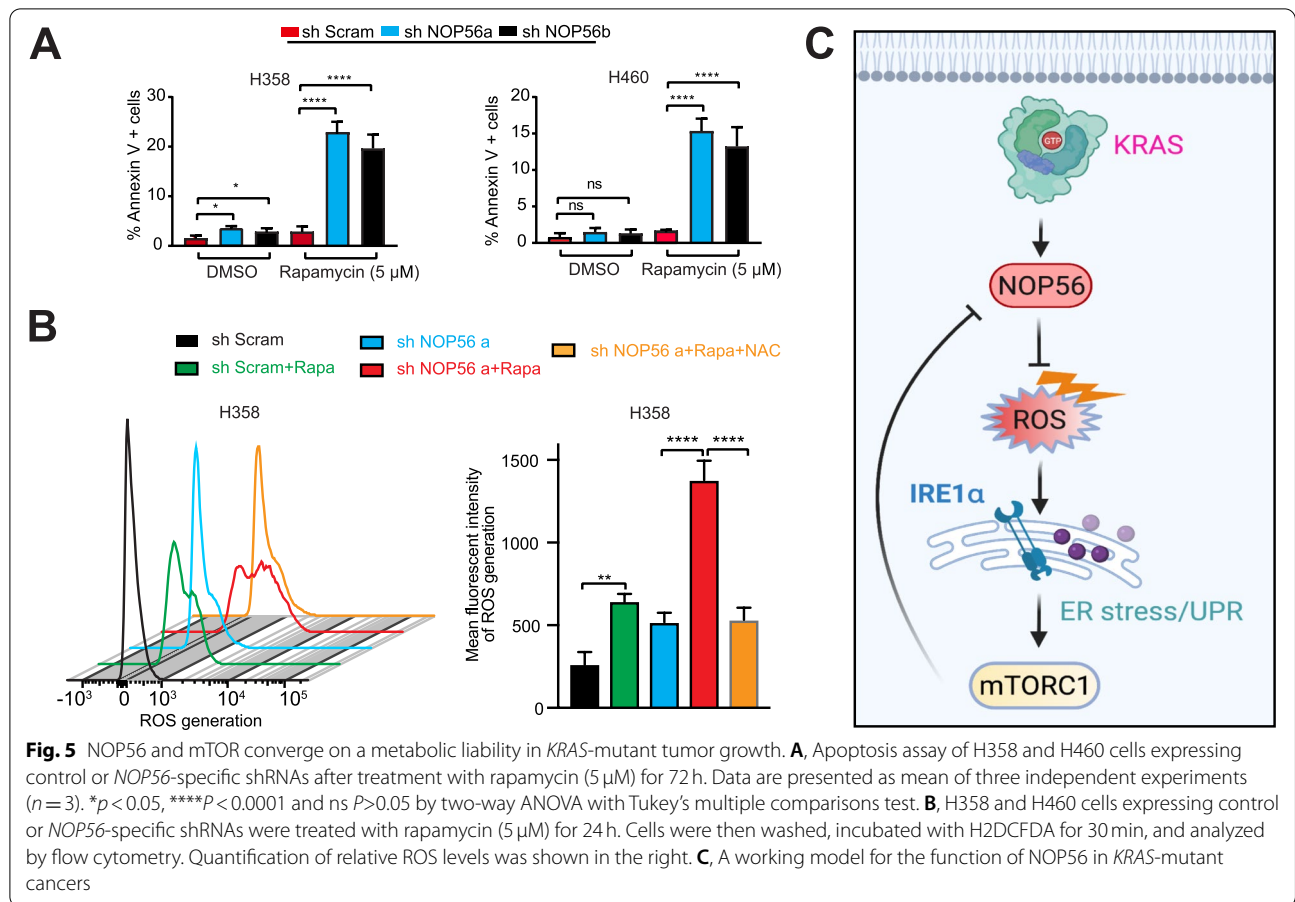 A
sh Scram sh NOP56a sh NOP56b
H358
% Annexin V + cells
30
20
10
0
*
*
****
****
DMSO
Rapamycin (5 µM)
H460
% Annexin V + cells
20
15
10
5
0
ns
ns
****
****
DMSO
Rapamycin (5 µM)
B
sh Scram
sh NOP56 a
sh NOP56 a+Rapa+NAC
sh Scram+Rapa
sh NOP56 a+Rapa
H358
-10³ 0 10³ 10⁴ 10⁵
ROS generation
H358
Mean fluorescent intensity
of ROS generation
1500
1000
500
0
**
****
****
C
GTP
KRAS
NOP56
ROS
IRE1α
ER stress/UPR
mTORC1
Fig. 5 NOP56 and mTOR converge on a metabolic liability in KRAS-mutant tumor growth. A, Apoptosis assay of H358 and H460 cells expressing
control or NOP56-specific shRNAs after treatment with rapamycin (5 µM) for 72 h. Data are presented as mean of three independent experiments
(n = 3). *p < 0.05, ****P < 0.0001 and ns P>0.05 by two-way ANOVA with Tukey's multiple comparisons test. B, H358 and H460 cells expressing control
or NOP56-specific shRNAs were treated with rapamycin (5 µM) for 24 h. Cells were then washed, incubated with H2DCFDA for 30 min, and analyzed
by flow cytometry. Quantification of relative ROS levels was shown in the right. C, A working model for the function of NOP56 in KRAS-mutant
cancers